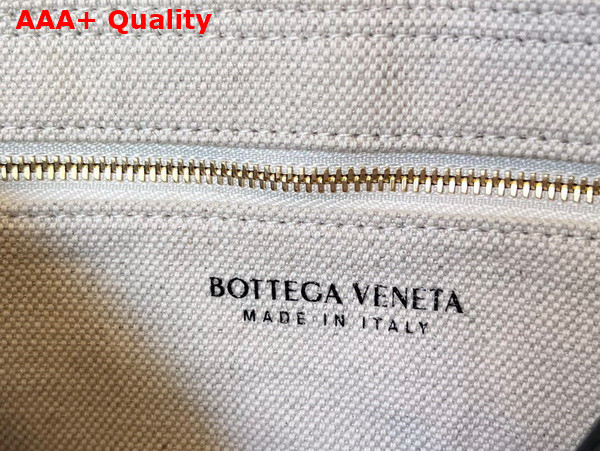 AAA+ Quality
BOTTEGA VENETA
MADE IN ITALY